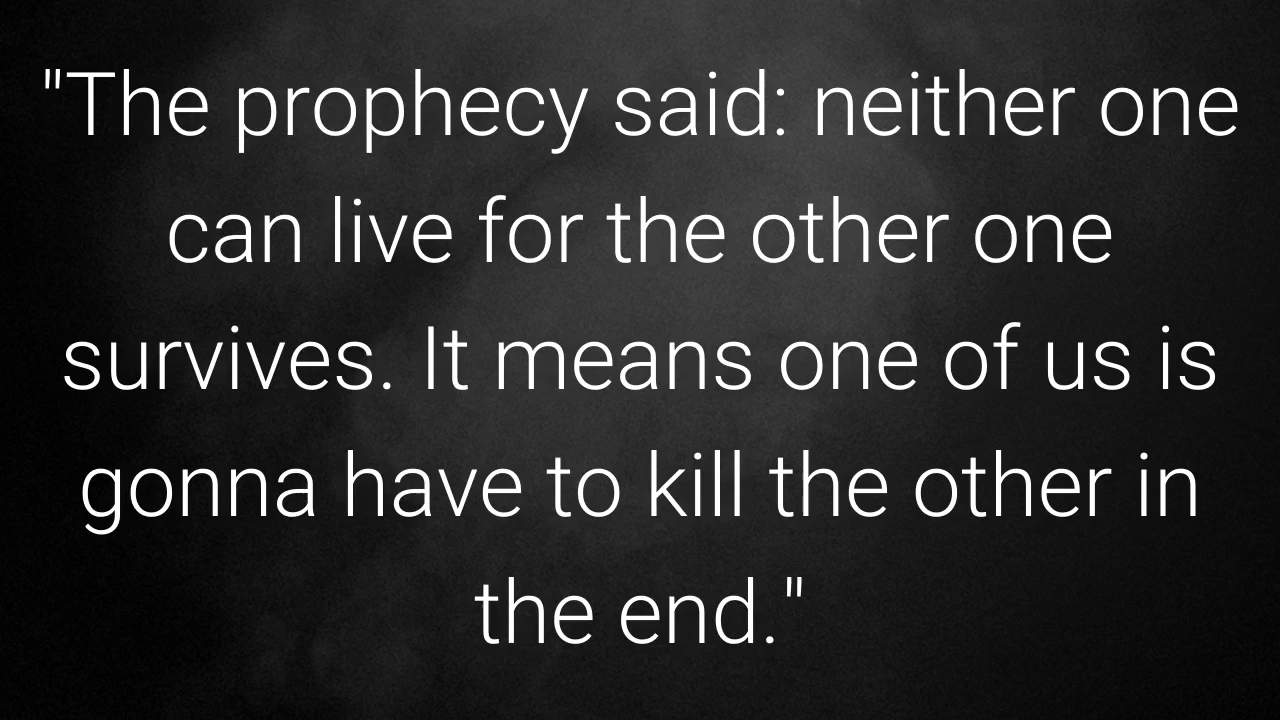 "The prophecy said: neither one
can live for the other one
survives. It means one of us is
gonna have to kill the other in
the end."